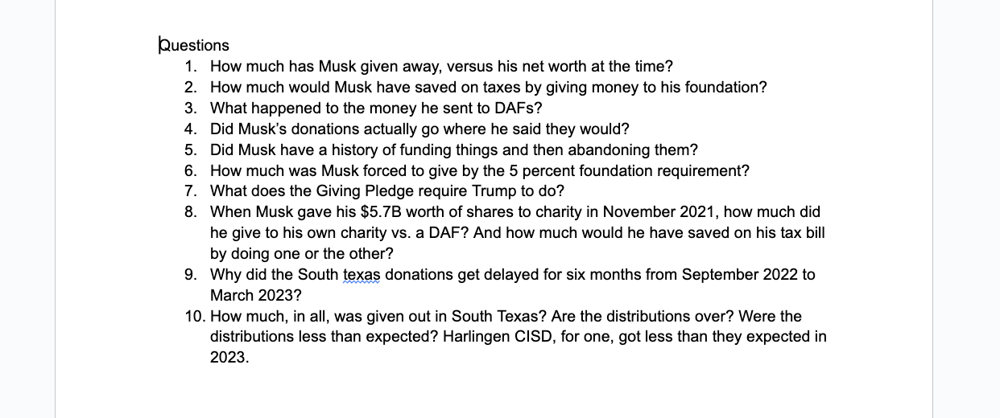 Questions
1. How much has Musk given away, versus his net worth at the time?
2. How much would Musk have saved on taxes by giving money to his foundation?
3. What happened to the money he sent to DAFs?
4. Did Musk’s donations actually go where he said they would?
5. Did Musk have a history of funding things and then abandoning them?
6. How much was Musk forced to give by the 5 percent foundation requirement?
7. What does the Giving Pledge require Trump to do?
8. When Musk gave his $5.7B worth of shares to charity in November 2021, how much did
he give to his own charity vs. a DAF? And how much would he have saved on his tax bill
by doing one or the other?
9. Why did the South texas donations get delayed for six months from September 2022 to
March 2023?
10. How much, in all, was given out in South Texas? Are the distributions over? Were the
distributions less than expected? Harlingen CISD, for one, got less than they expected in
2023.